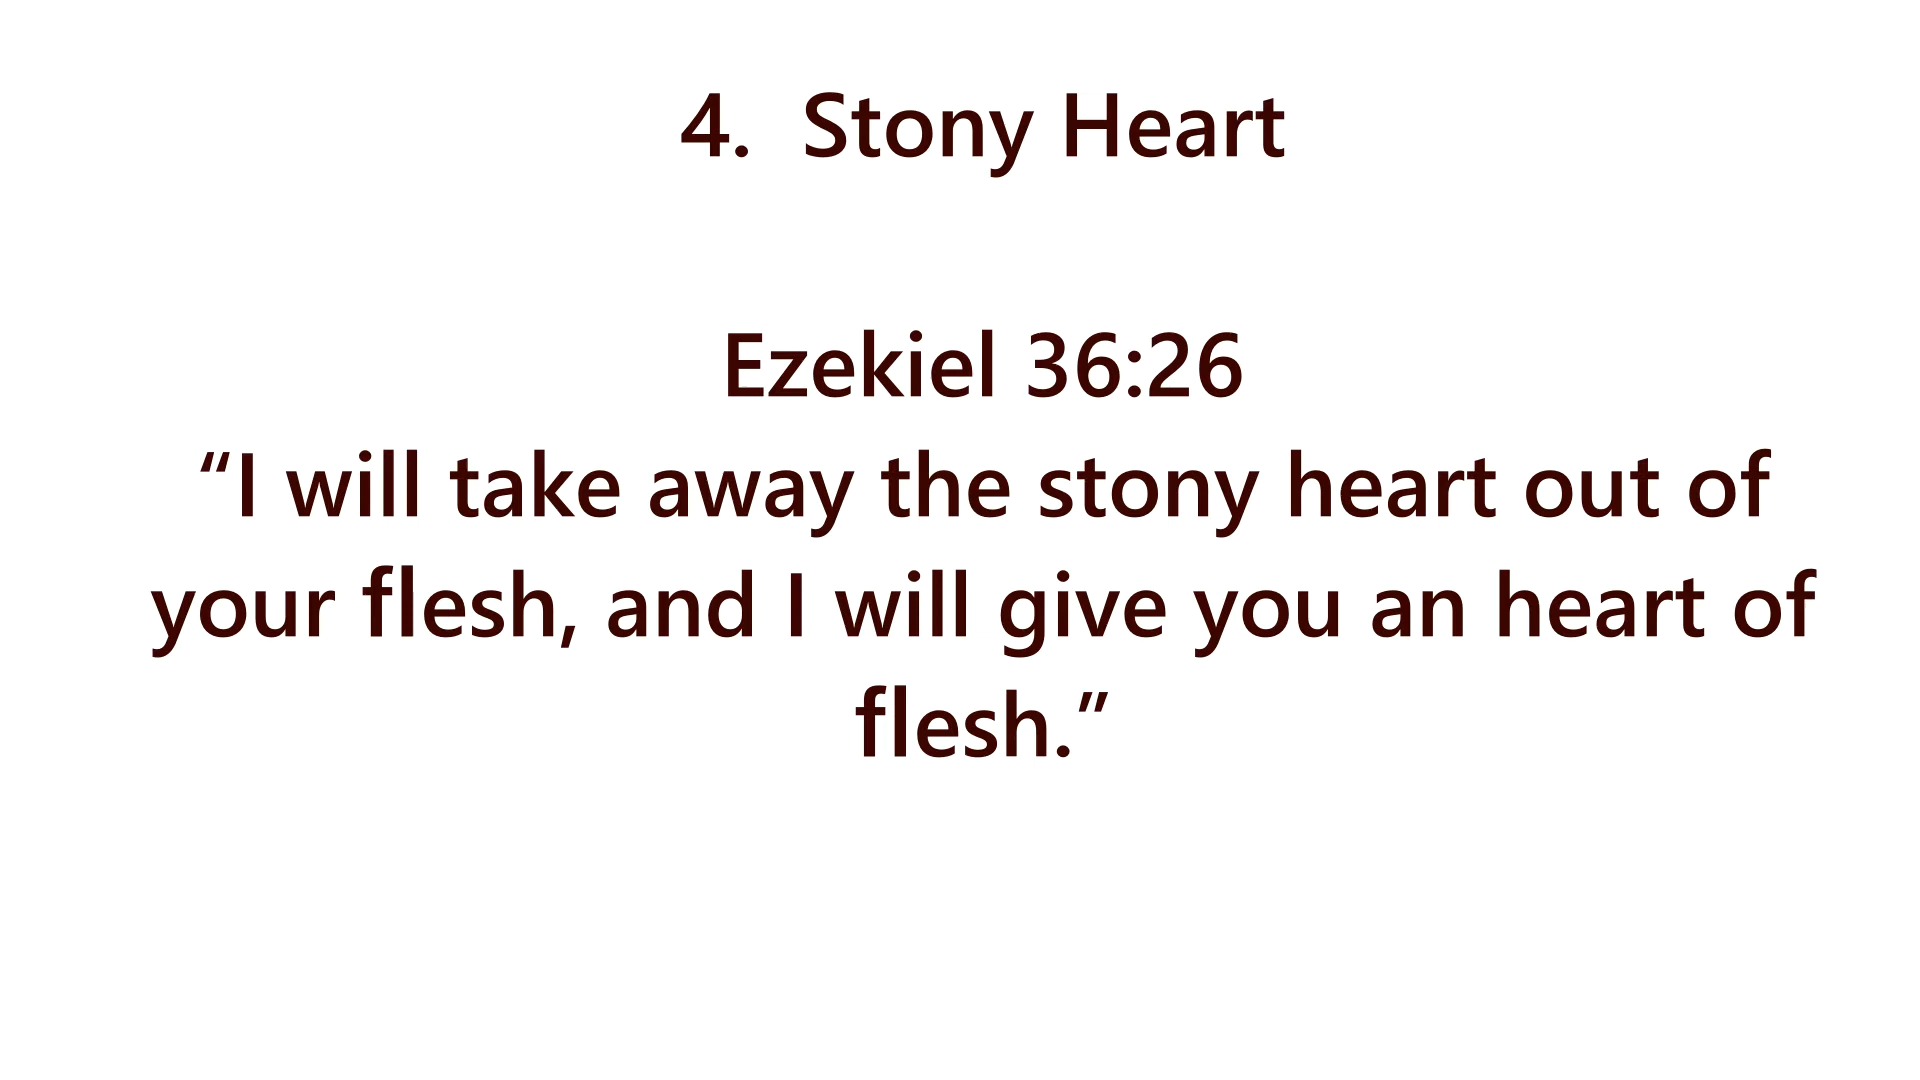 4.  Stony Heart
Ezekiel 36:26
“I will take away the stony heart out of
your flesh, and I will give you an heart of
flesh.”